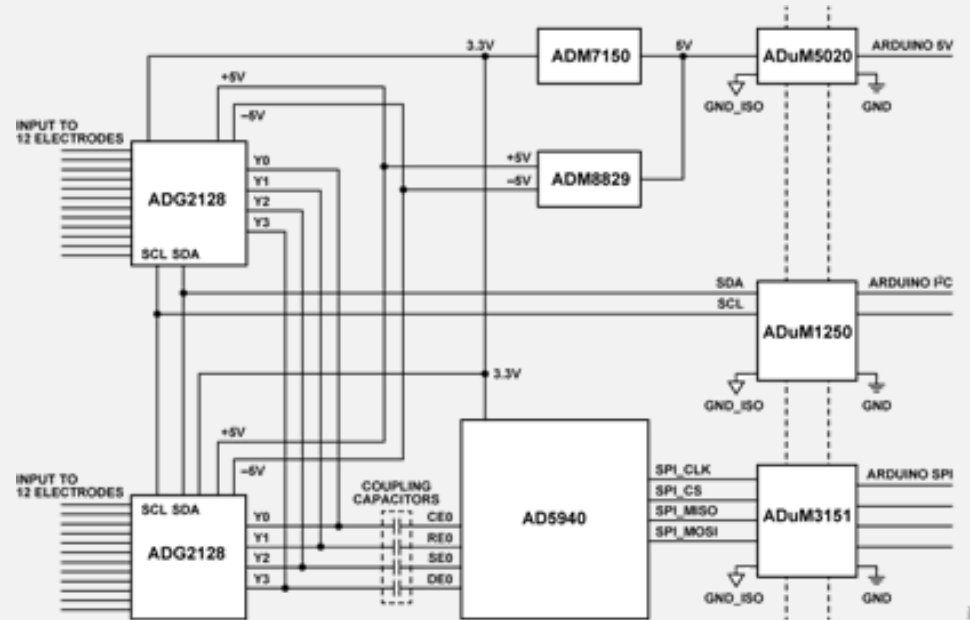 3.3V
ADM7150
5V
ADuM5020
ARDUINO 5V
GND_ISO
GND
+5V
–5V
INPUT TO
12 ELECTRODES
ADG2128
Y0
Y1
Y2
Y3
SCL SDA
+5V
–5V
ADM8829
SDA
SCL
ADuM1250
ARDUINO I²C
GND_ISO
GND
3.3V
+5V
–5V
INPUT TO
12 ELECTRODES
SCL SDA
ADG2128
Y0
Y1
Y2
Y3
COUPLING
CAPACITORS
CE0
RE0
SE0
DE0
AD5940
SPI_CLK
SPI_CS
SPI_MISO
SPI_MOSI
ADuM3151
ARDUINO SPI
GND_ISO
GND